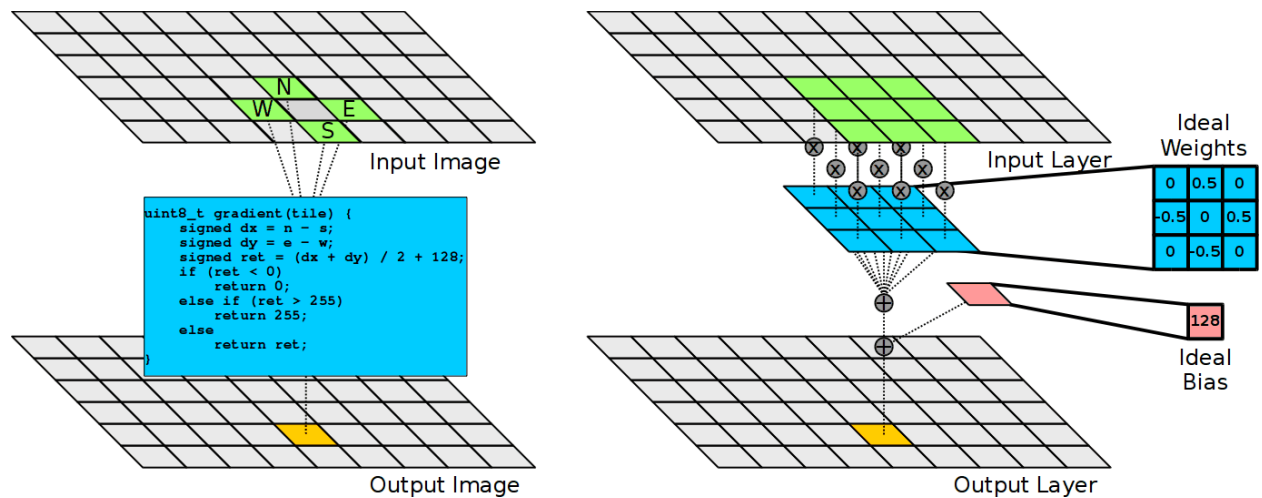 N
W
E
S
Input Image
uint8_t gradient(tile) {
    signed dx = n - s;
    signed dy = e - w;
    signed ret = (dx + dy) / 2 + 128;
    if (ret < 0)
        return 0;
    else if (ret > 255)
        return 255;
    else
        return ret;
}
Output Image
Input Layer
x x x
x x x
x x x
Ideal
Weights
0 0.5 0
-0.5 0 0.5
0 -0.5 0
+
+
128
Ideal
Bias
Output Layer